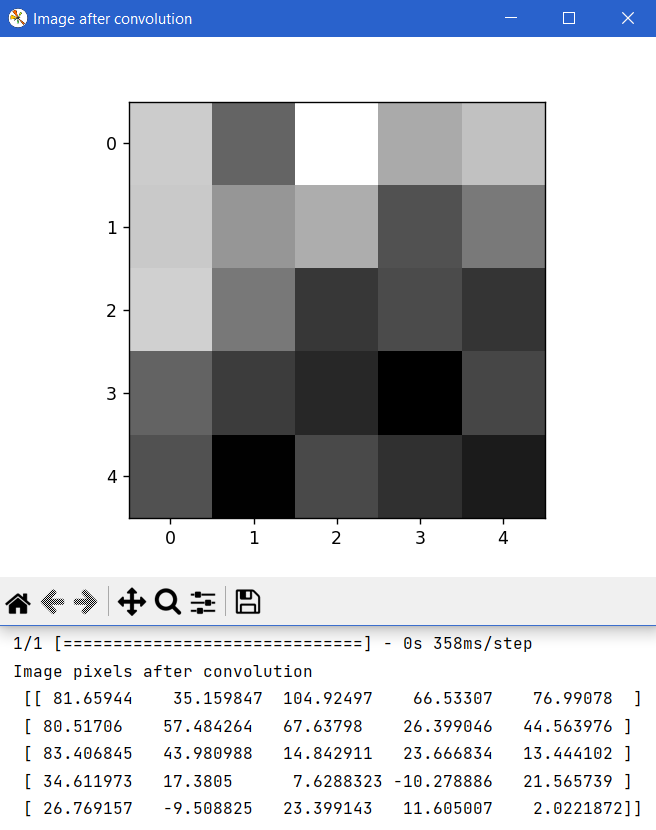 Image after convolution
0
1
2
3
4
0 1 2 3 4
1/1 [==============================] - 0s 358ms/step
Image pixels after convolution
[[ 81.65944 35.159847 104.92497 66.53307 76.99078 ]
[ 80.51706 57.484264 67.63798 26.399046 44.563976 ]
[ 83.406845 43.980988 14.842911 23.666834 13.444102 ]
[ 34.611973 17.3805 7.6288323 -10.278886 21.565739 ]
[ 26.769157 -9.508825 23.399143 11.605007 2.0221872]]